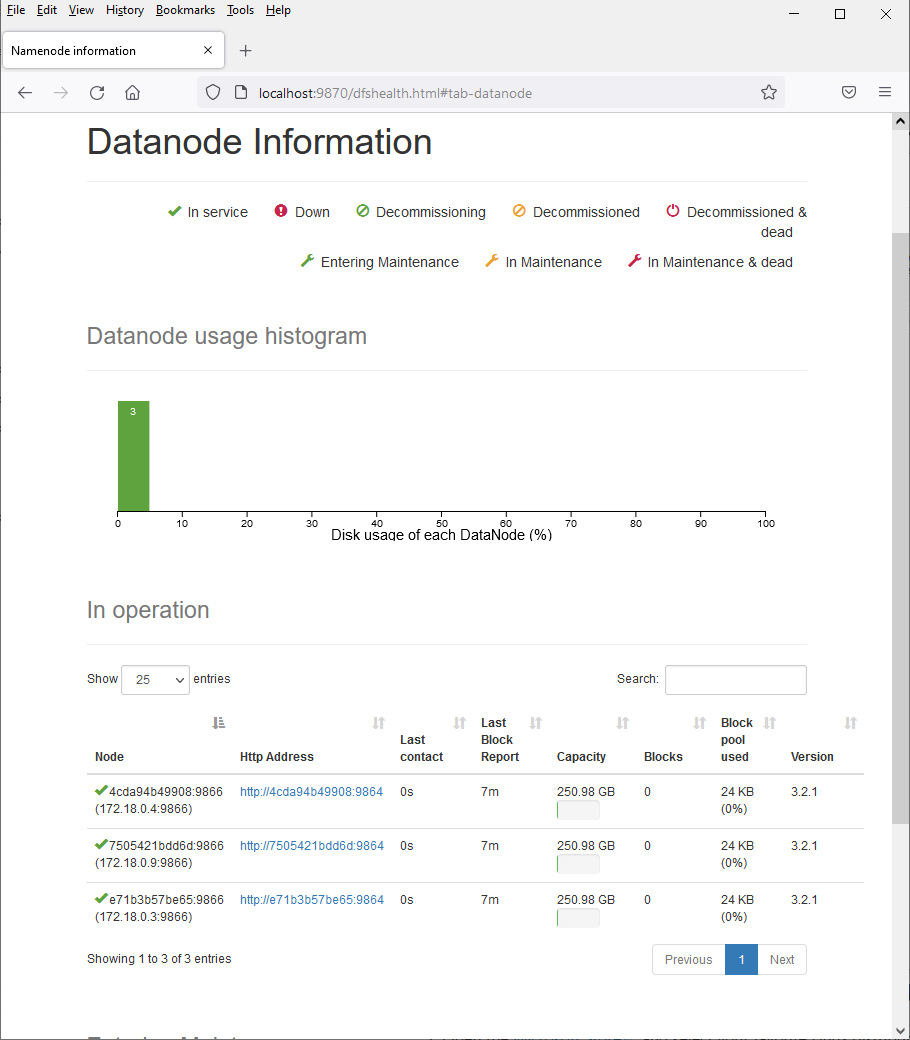 File Edit View History Bookmarks Tools Help
Namenode information
localhost:9870/dfshealth.html#tab-datanode
Datanode Information
In service Down Decommissioning Decommissioned Decommissioned &
dead
Entering Maintenance In Maintenance In Maintenance & dead
Datanode usage histogram
3
0 10 20 30 40 50 60 70 80 90 100
Disk usage of each DataNode (%)
In operation
Show 25 entries Search:
Node Http Address Last contact Last Block Report Capacity Blocks Block pool used Version
4cda94b49908:9866 http://4cda94b49908:9864 0s 7m 250.98 GB 0 24 KB 3.2.1
(172.18.0.4:9866) (0%)
7505421bdd6d:9866 http://7505421bdd6d:9864 0s 7m 250.98 GB 0 24 KB 3.2.1
(172.18.0.9:9866) (0%)
e71b3b57be65:9866 http://e71b3b57be65:9864 0s 7m 250.98 GB 0 24 KB 3.2.1
(172.18.0.3:9866) (0%)
Showing 1 to 3 of 3 entries Previous 1 Next